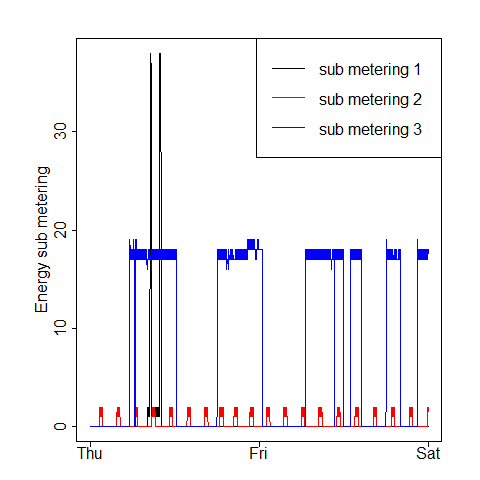 sub metering 1
sub metering 2
sub metering 3
Energy sub metering
30
20
10
0
Thu Fri Sat